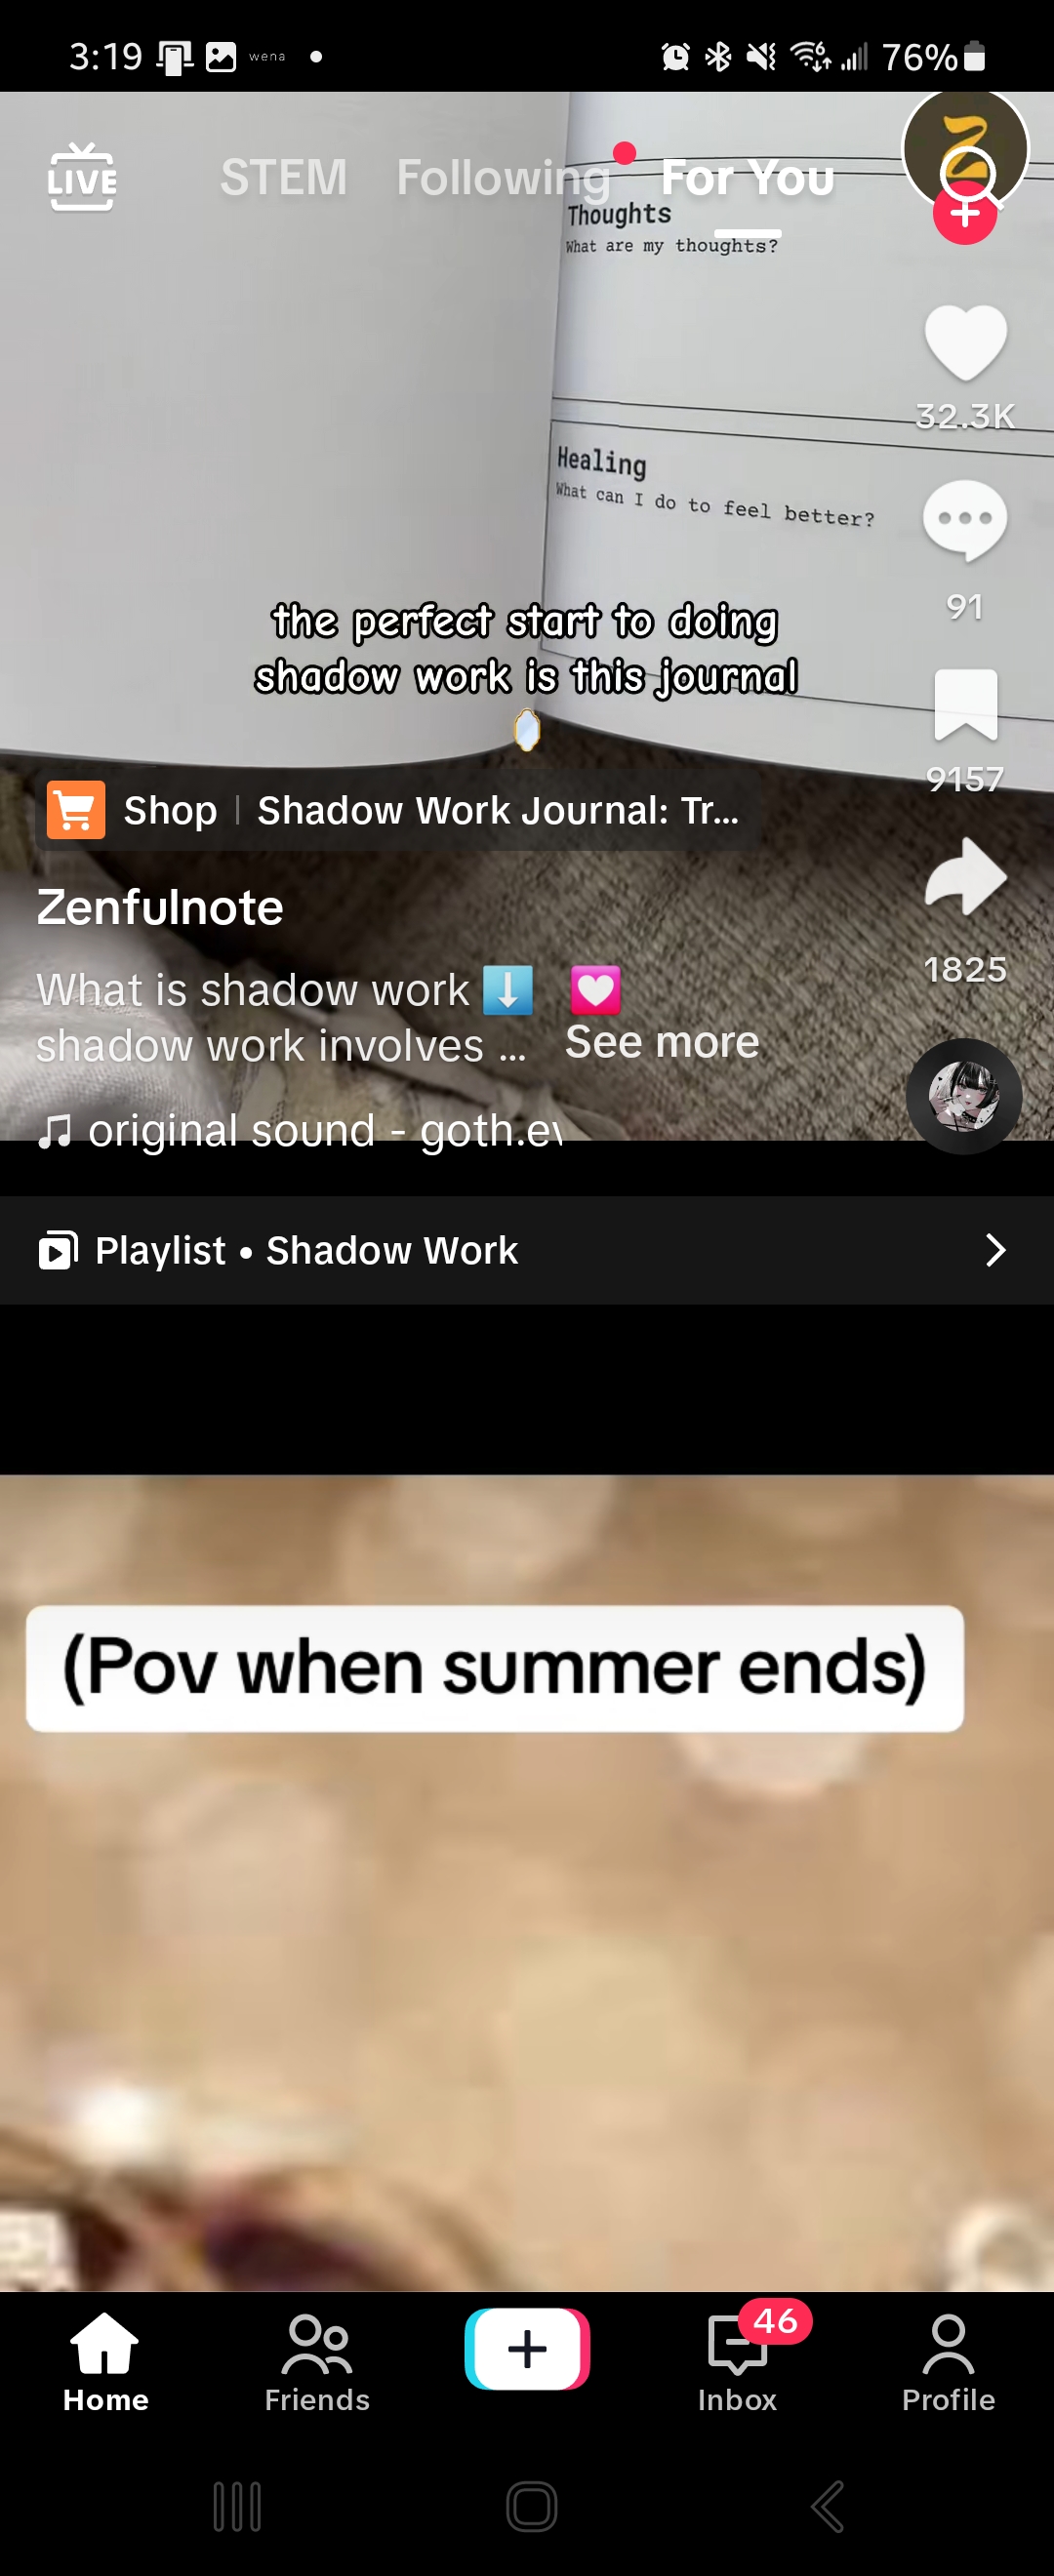 3:19
wena
76%
LIVE
STEM
Following
For You
Thoughts
What are my thoughts?
32.3K
Healing
What can I do to feel better?
91
the perfect start to doing
shadow work is this journal
9157
Shop | Shadow Work Journal: Tr...
Zenfulnote
What is shadow work ⬇️ 💟
shadow work involves ... See more
1825
original sound - goth.ev
Playlist • Shadow Work
(Pov when summer ends)
46
Home
Friends
Inbox
Profile